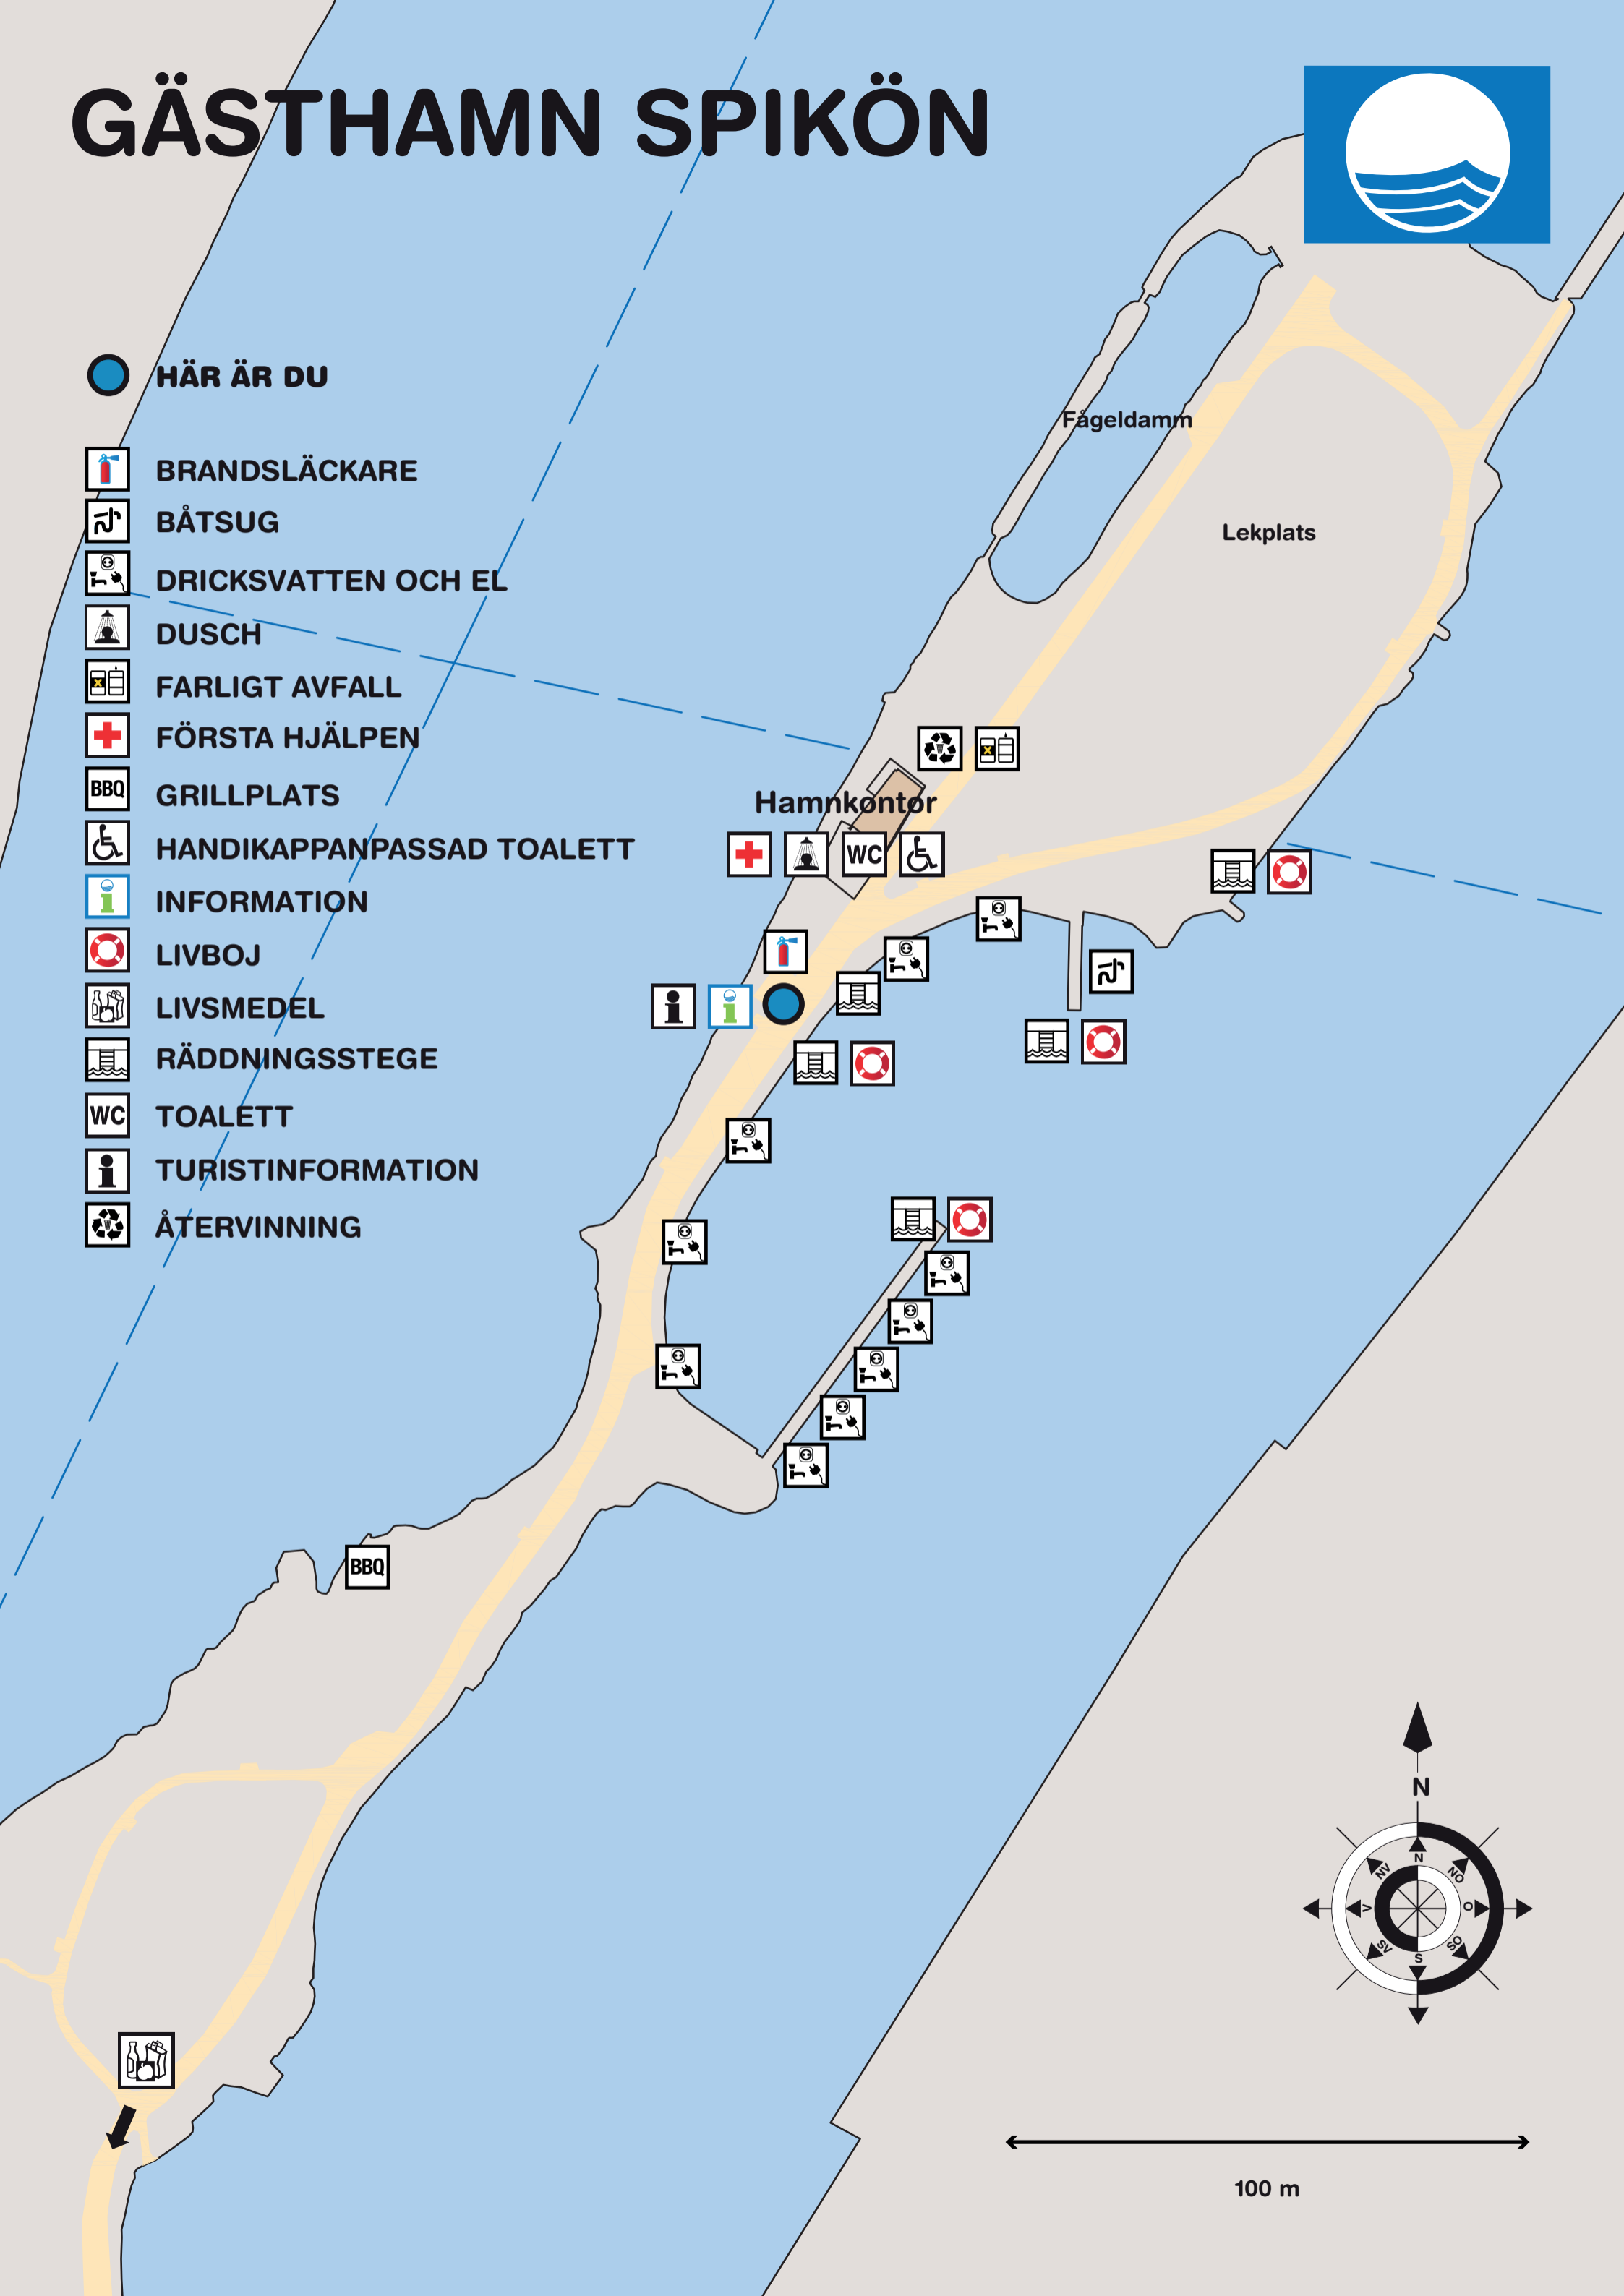 GÄSTHAMN SPIKÖN
HÄR ÄR DU
BRANDSLÄCKARE
BÅTSUG
DRICKSVATTEN OCH EL
DUSCH
FARLIGT AVFALL
FÖRSTA HJÄLPEN
BBQ GRILLPLATS
HANDIKAPPANPASSAD TOALETT
INFORMATION
LIVBOJ
LIVSMEDEL
RÄDDNINGSSTEGE
WC TOALETT
TURISTINFORMATION
ÅTERVINNING
Fågeldamm
Lekplats
Hamnkontor
WC
BBQ
N
N
NO
O
SO
S
SV
V
NV
100 m